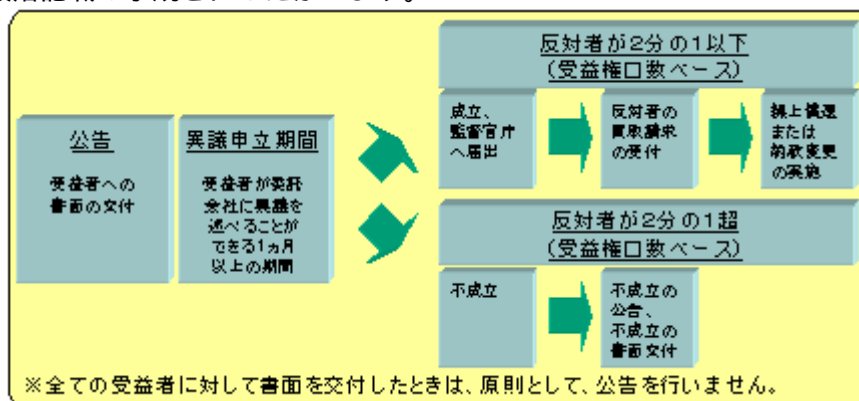 公告
受益者への
書面の交付
異議申立期間
受益者が委託
会社に異議を
述べることが
できる1ヵ月
以上の期間
反対者が2分の1以下
(受益権口数ベース)
成立、
監督官庁
へ届出
反対者の
買取請求
の受付
繰上償還
または
約款変更
の実施
反対者が2分の1超
(受益権口数ベース)
不成立
不成立の
公告、
不成立の
書面交付
※全ての受益者に対して書面を交付したときは、原則として、公告を行いません。